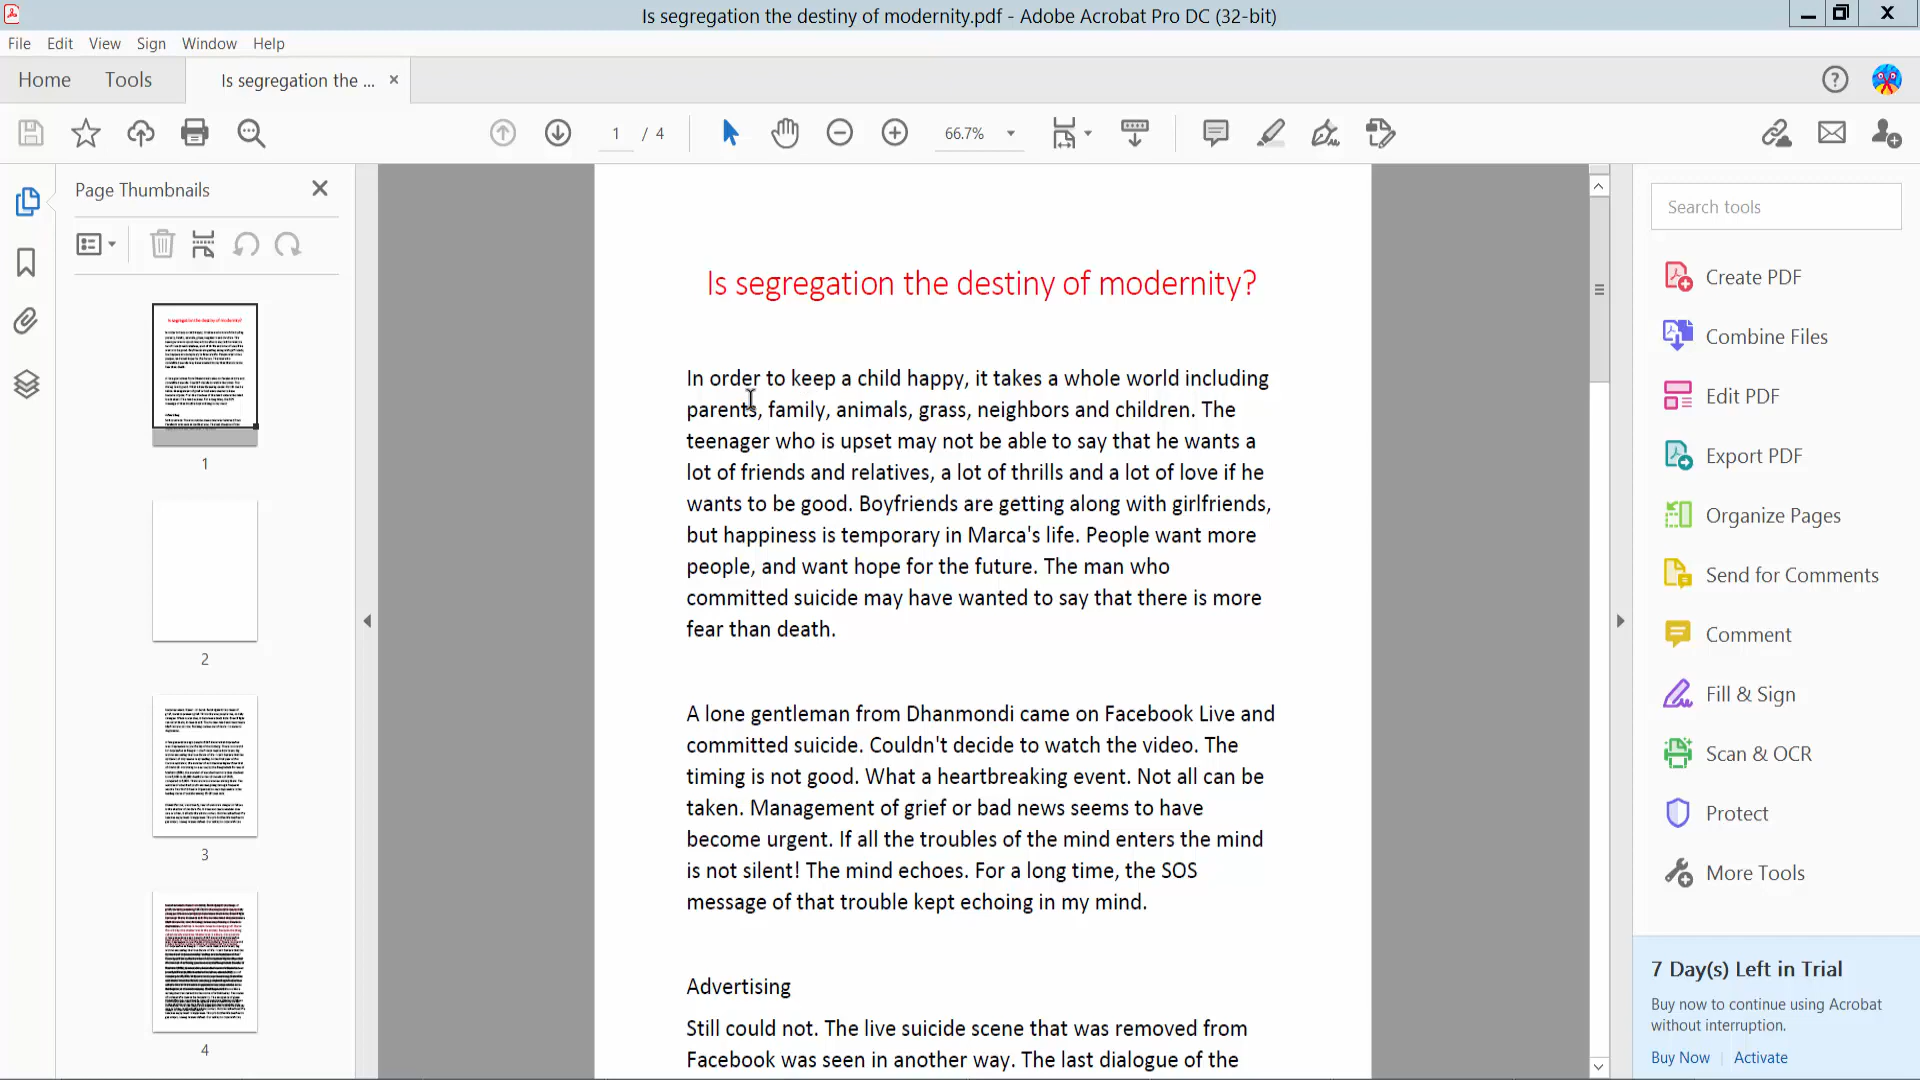 Is segregation the destiny of modernity.pdf - Adobe Acrobat Pro DC (32-bit)
File Edit View Sign Window Help
Home Tools Is segregation the ...
1 / 4 66.7%
Page Thumbnails
1
2
3
4
Is segregation the destiny of modernity?
In order to keep a child happy, it takes a whole world including
parents, family, animals, grass, neighbors and children. The
teenager who is upset may not be able to say that he wants a
lot of friends and relatives, a lot of thrills and a lot of love if he
wants to be good. Boyfriends are getting along with girlfriends,
but happiness is temporary in Marca's life. People want more
people, and want hope for the future. The man who
committed suicide may have wanted to say that there is more
fear than death.
A lone gentleman from Dhanmondi came on Facebook Live and
committed suicide. Couldn't decide to watch the video. The
timing is not good. What a heartbreaking event. Not all can be
taken. Management of grief or bad news seems to have
become urgent. If all the troubles of the mind enters the mind
is not silent! The mind echoes. For a long time, the SOS
message of that trouble kept echoing in my mind.
Advertising
Still could not. The live suicide scene that was removed from
Facebook was seen in another way. The last dialogue of the
Search tools
Create PDF
Combine Files
Edit PDF
Export PDF
Organize Pages
Send for Comments
Comment
Fill & Sign
Scan & OCR
Protect
More Tools
7 Day(s) Left in Trial
Buy now to continue using Acrobat
without interruption.
Buy Now | Activate